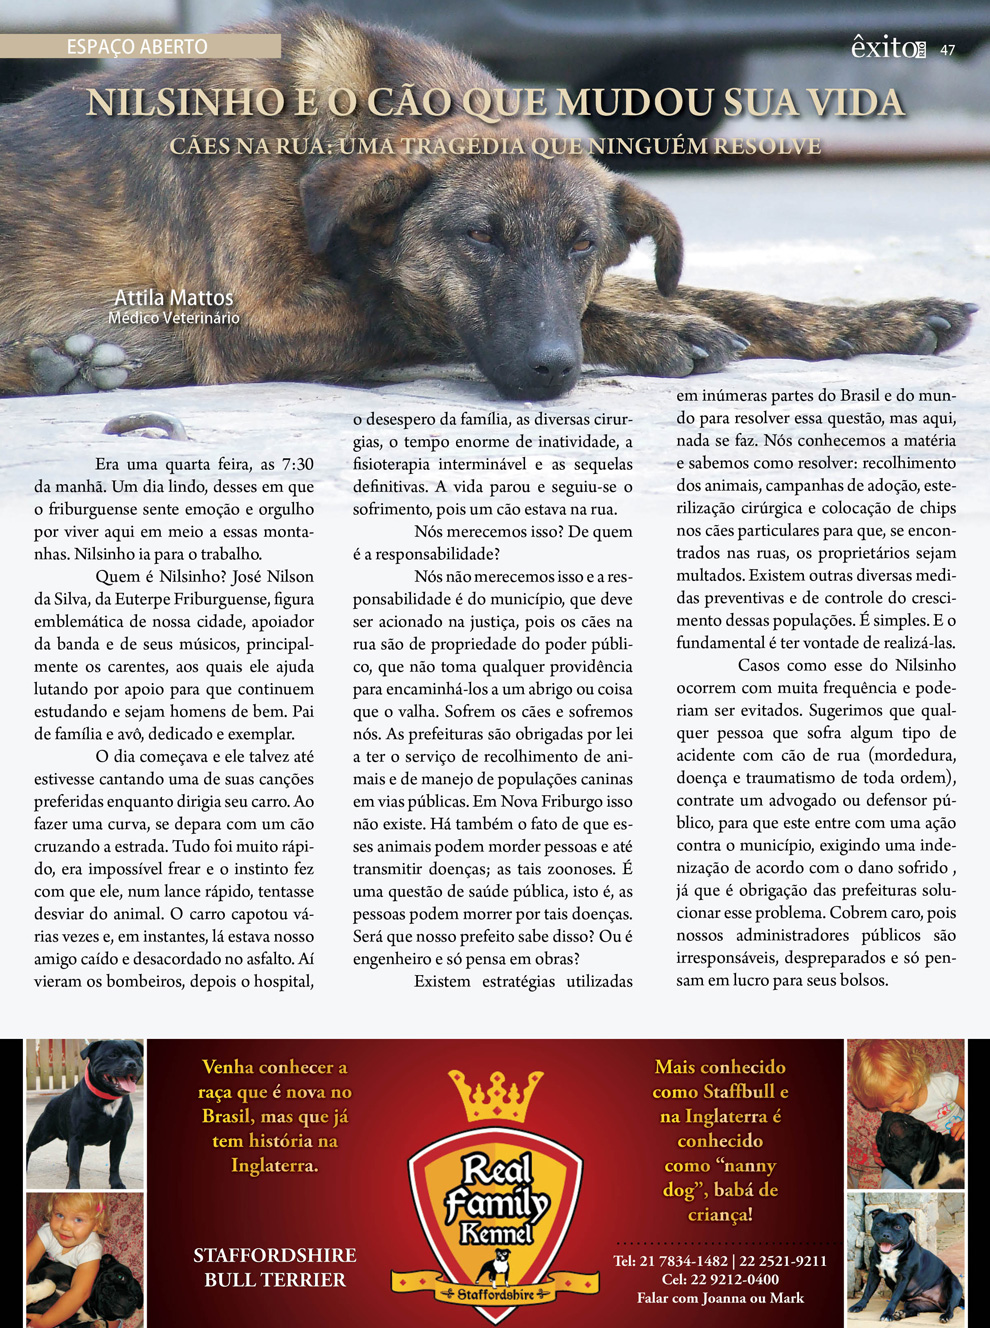 ESPAÇO ABERTO
êxito RIO 47
NILSINHO E O CÃO QUE MUDOU SUA VIDA
CÃES NA RUA: UMA TRAGÉDIA QUE NINGUÉM RESOLVE
Attila Mattos
Médico Veterinário
Era uma quarta feira, as 7:30
da manhã. Um dia lindo, desses em que
o friburguense sente emoção e orgulho
por viver aqui em meio a essas monta-
nhas. Nilsinho ia para o trabalho.
Quem é Nilsinho? José Nilson
da Silva, da Euterpe Friburguense, figura
emblemática de nossa cidade, apoiador
da banda e de seus músicos, principal-
mente os carentes, aos quais ele ajuda
lutando por apoio para que continuem
estudando e sejam homens de bem. Pai
de família e avô, dedicado e exemplar.
O dia começava e ele talvez até
estivesse cantando uma de suas canções
preferidas enquanto dirigia seu carro. Ao
fazer uma curva, se depara com um cão
cruzando a estrada. Tudo foi muito rápi-
do, era impossível frear e o instinto fez
com que ele, num lance rápido, tentasse
desviar do animal. O carro capotou vá-
rias vezes e, em instantes, lá estava nosso
amigo caído e desacordado no asfalto. Aí
vieram os bombeiros, depois o hospital,
o desespero da família, as diversas cirur-
gias, o tempo enorme de inatividade, a
fisioterapia interminável e as sequelas
definitivas. A vida parou e seguiu-se o
sofrimento, pois um cão estava na rua.
Nós merecemos isso? De quem
é a responsabilidade?
Nós não merecemos isso e a res-
ponsabilidade é do município, que deve
ser acionado na justiça, pois os cães na
rua são de propriedade do poder públi-
co, que não toma qualquer providência
para encaminhá-los a um abrigo ou coisa
que o valha. Sofrem os cães e sofremos
nós. As prefeituras são obrigadas por lei
a ter o serviço de recolhimento de ani-
mais e de manejo de populações caninas
em vias públicas. Em Nova Friburgo isso
não existe. Há também o fato de que es-
ses animais podem morder pessoas e até
transmitir doenças; as tais zoonoses. É
uma questão de saúde pública, isto é, as
pessoas podem morrer por tais doenças.
Será que nosso prefeito sabe disso? Ou é
engenheiro e só pensa em obras?
Existem estratégias utilizadas
em inúmeras partes do Brasil e do mun-
do para resolver essa questão, mas aqui,
nada se faz. Nós conhecemos a matéria
e sabemos como resolver: recolhimento
dos animais, campanhas de adoção, este-
rilização cirúrgica e colocação de chips
nos cães particulares para que, se encon-
trados nas ruas, os proprietários sejam
multados. Existem outras diversas medi-
das preventivas e de controle do cresci-
mento dessas populações. É simples. E o
fundamental é ter vontade de realizá-las.
Casos como esse do Nilsinho
ocorrem com muita frequência e pode-
riam ser evitados. Sugerimos que qual-
quer pessoa que sofra algum tipo de
acidente com cão de rua (mordedura,
doença e traumatismo de toda ordem),
contrate um advogado ou defensor pú-
blico, para que este entre com uma ação
contra o município, exigindo uma inde-
nização de acordo com o dano sofrido ,
já que é obrigação das prefeituras solu-
cionar esse problema. Cobrem caro, pois
nossos administradores públicos são
irresponsáveis, despreparados e só pen-
sam em lucro para seus bolsos.
Venha conhecer a
raça que é nova no
Brasil, mas que já
tem história na
Inglaterra.
STAFFORDSHIRE
BULL TERRIER
Real
Family
Kennel
Staffordshire
Mais conhecido
como Staffbull e
na Inglaterra é
conhecido
como “nanny
dog”, babá de
criança!
Tel: 21 7834-1482 | 22 2521-9211
Cel: 22 9212-0400
Falar com Joanna ou Mark